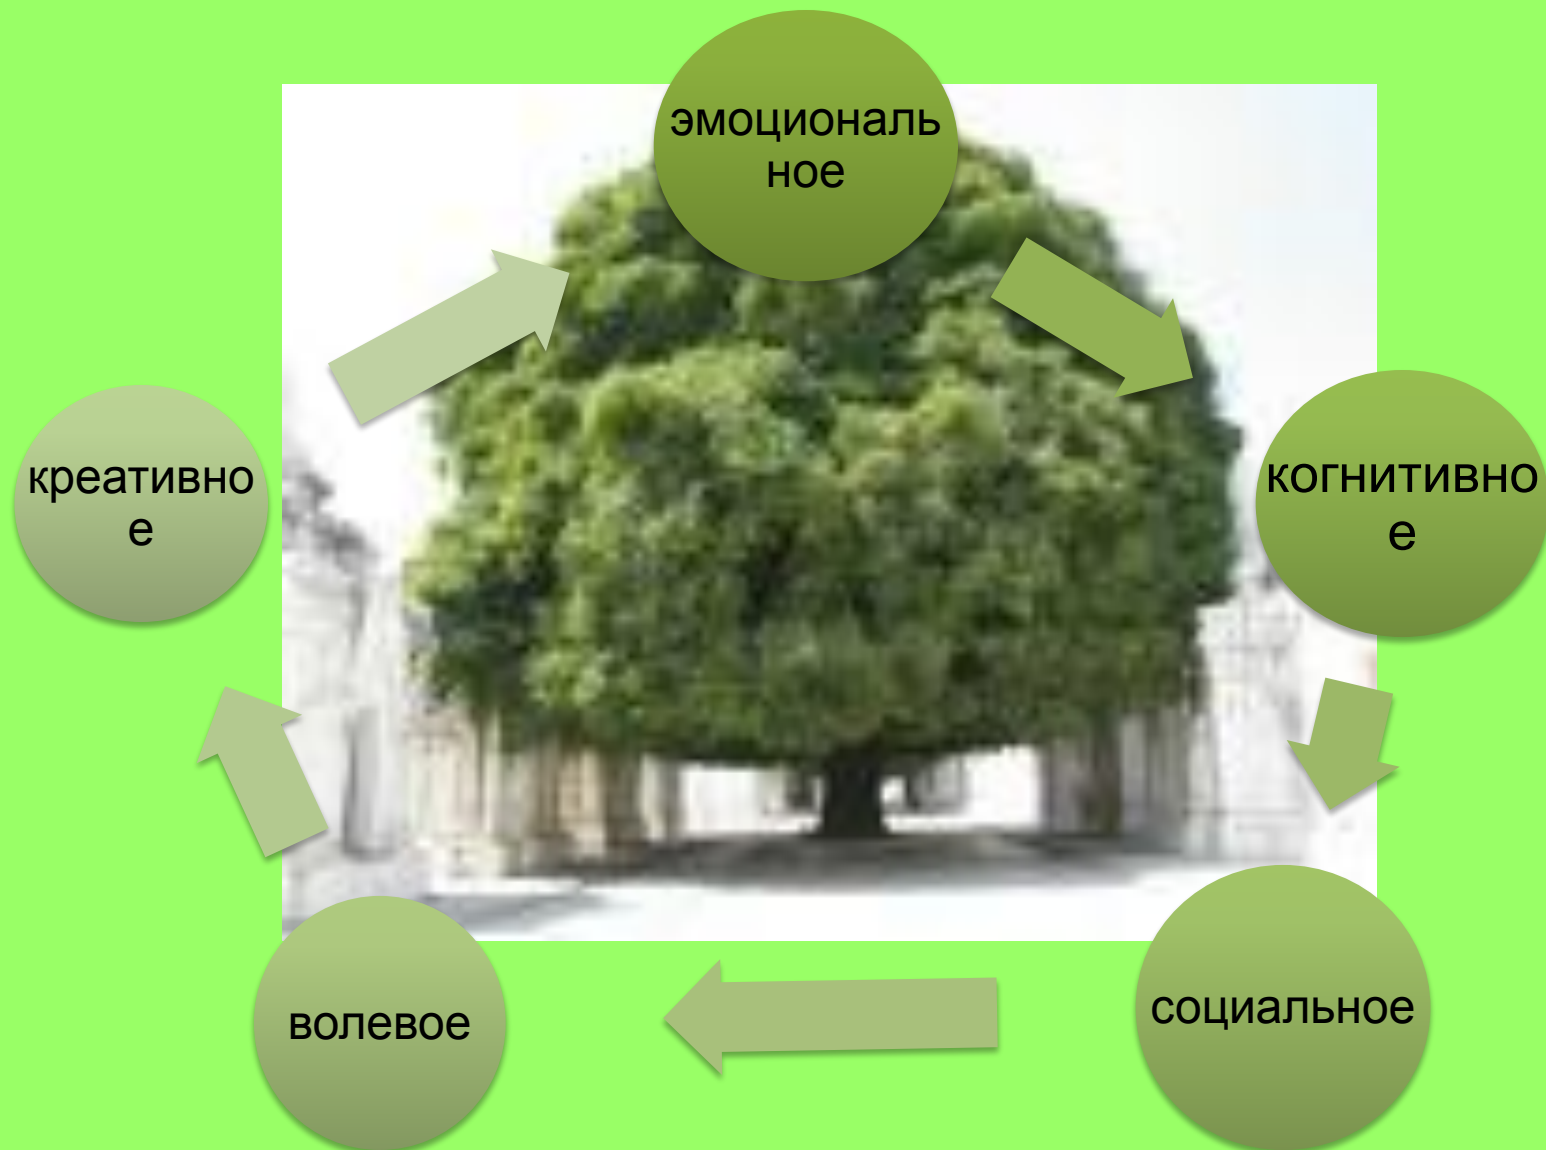 эмоциональ
ное
креативно
е
когнитивно
е
волевое
социальное